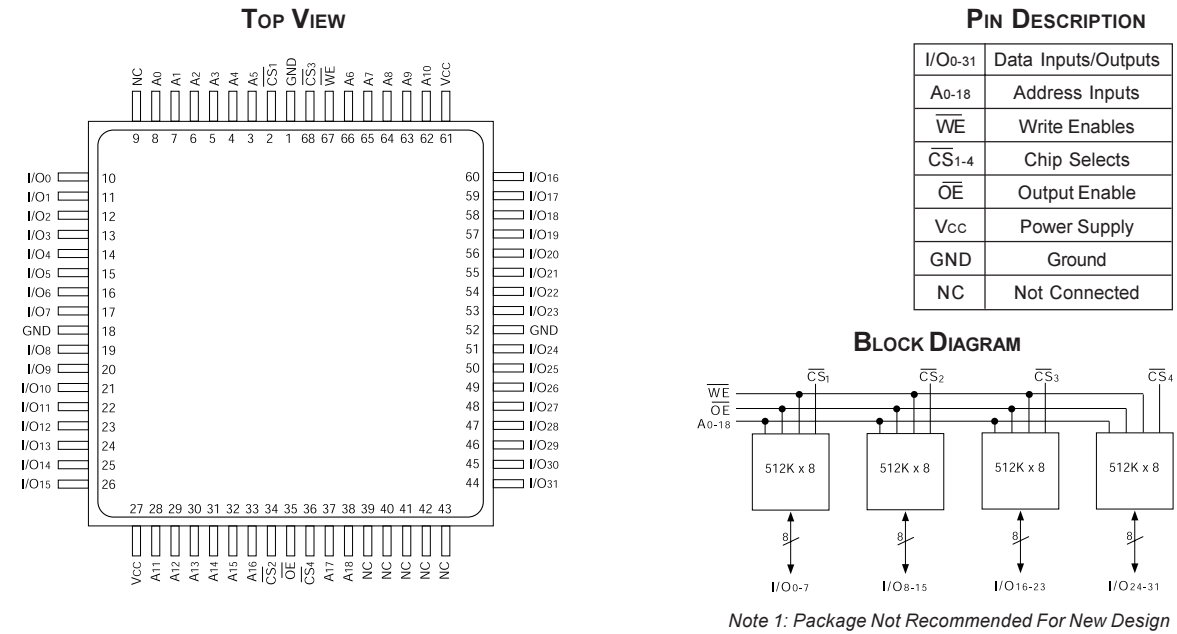 TOP VIEW
NC A0 A1 A2 A3 A4 A5 CS1 GND CS3 WE A6 A7 A8 A9 A10 VCC
9 8 7 6 5 4 3 2 1 68 67 66 65 64 63 62 61
I/O0 10
I/O1 11
I/O2 12
I/O3 13
I/O4 14
I/O5 15
I/O6 16
I/O7 17
GND 18
I/O8 19
I/O9 20
I/O10 21
I/O11 22
I/O12 23
I/O13 24
I/O14 25
I/O15 26
60 I/O16
59 I/O17
58 I/O18
57 I/O19
56 I/O20
55 I/O21
54 I/O22
53 I/O23
52 GND
51 I/O24
50 I/O25
49 I/O26
48 I/O27
47 I/O28
46 I/O29
45 I/O30
44 I/O31
27 28 29 30 31 32 33 34 35 36 37 38 39 40 41 42 43
VCC A11 A12 A13 A14 A15 A16 CS2 OE CS4 A17 A18 NC NC NC NC NC
PIN DESCRIPTION
I/O0-31 Data Inputs/Outputs
A0-18 Address Inputs
WE Write Enables
CS1-4 Chip Selects
OE Output Enable
VCC Power Supply
GND Ground
NC Not Connected
BLOCK DIAGRAM
CS1 CS2 CS3 CS4
WE
OE
A0-18
512K x 8 512K x 8 512K x 8 512K x 8
8 8 8 8
I/O0-7 I/O8-15 I/O16-23 I/O24-31
Note 1: Package Not Recommended For New Design